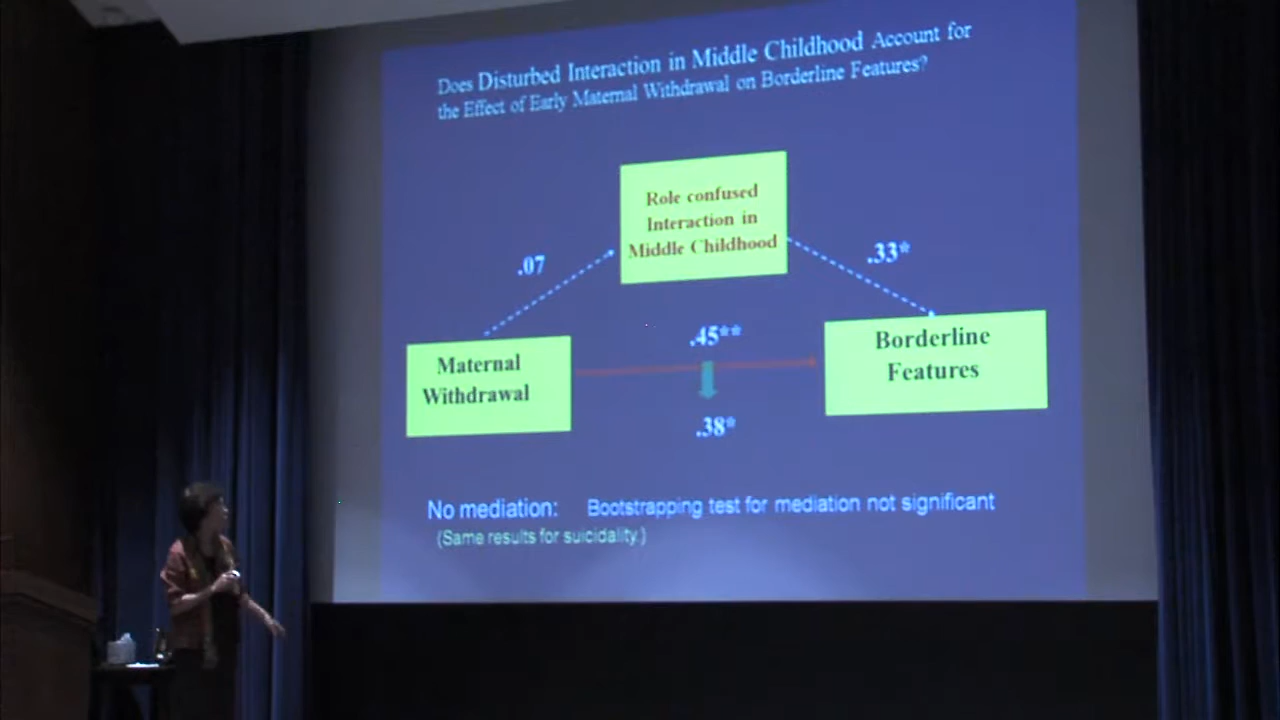 Does Disturbed Interaction in Middle Childhood Account for
the Effect of Early Maternal Withdrawal on Borderline Features?
Role confused
Interaction in
Middle Childhood
.07
.33*
.45**
Maternal
Withdrawal
Borderline
Features
.38*
No mediation: Bootstrapping test for mediation not significant
(Same results for suicidality.)